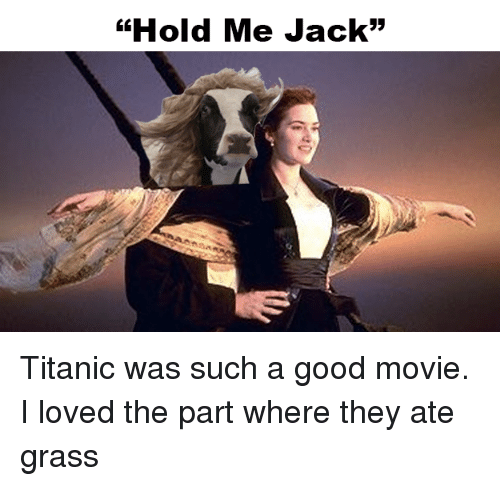 “Hold Me Jack”
Titanic was such a good movie.
I loved the part where they ate
grass